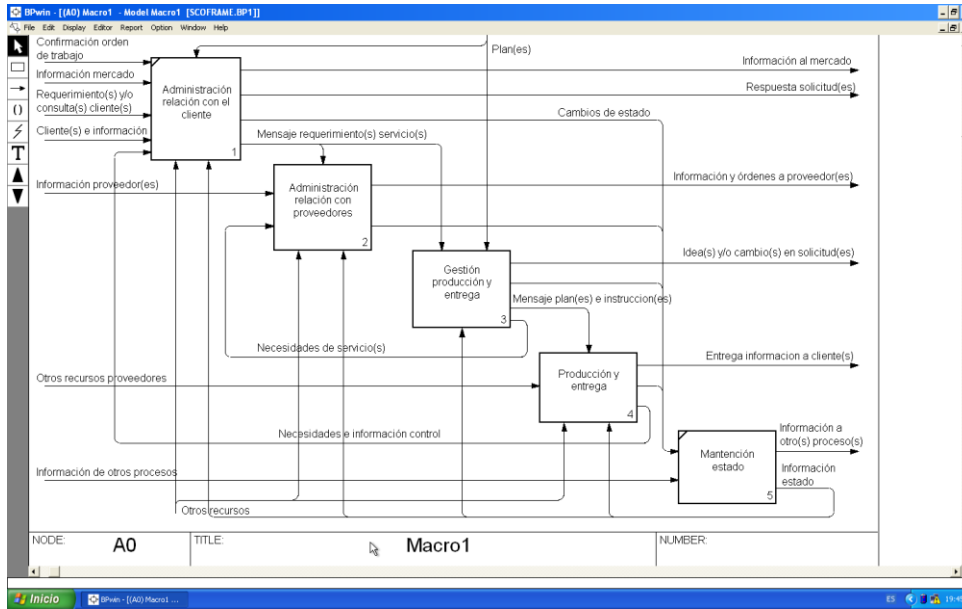 BPwin - [(A0) Macro1 - Model Macro1 [SCOFRAME.BP1]]
File Edit Display Editor Report Option Window Help
Confirmación orden
de trabajo
Plan(es)
Información mercado
Información al mercado
Administración
relación con el
cliente
1
Requerimiento(s) y/o
consulta(s) cliente(s)
Respuesta solicitud(es)
Cambios de estado
Cliente(s) e información
Mensaje requerimiento(s) servicio(s)
Información proveedor(es)
Administración
relación con
proveedores
2
Información y órdenes a proveedor(es)
Idea(s) y/o cambio(s) en solicitud(es)
Gestión
producción y
entrega
3
Mensaje plan(es) e instruccion(es)
Necesidades de servicio(s)
Entrega informacion a cliente(s)
Otros recursos proveedores
Producción y
entrega
4
Necesidades e información control
Información a
otro(s) proceso(s)
Mantención
estado
5
Información de otros procesos
Información
estado
Otros recursos
NODE:
A0
TITLE:
Macro1
NUMBER:
Inicio
BPwin - [(A0) Macro1 ...
ES
19:45
T
()